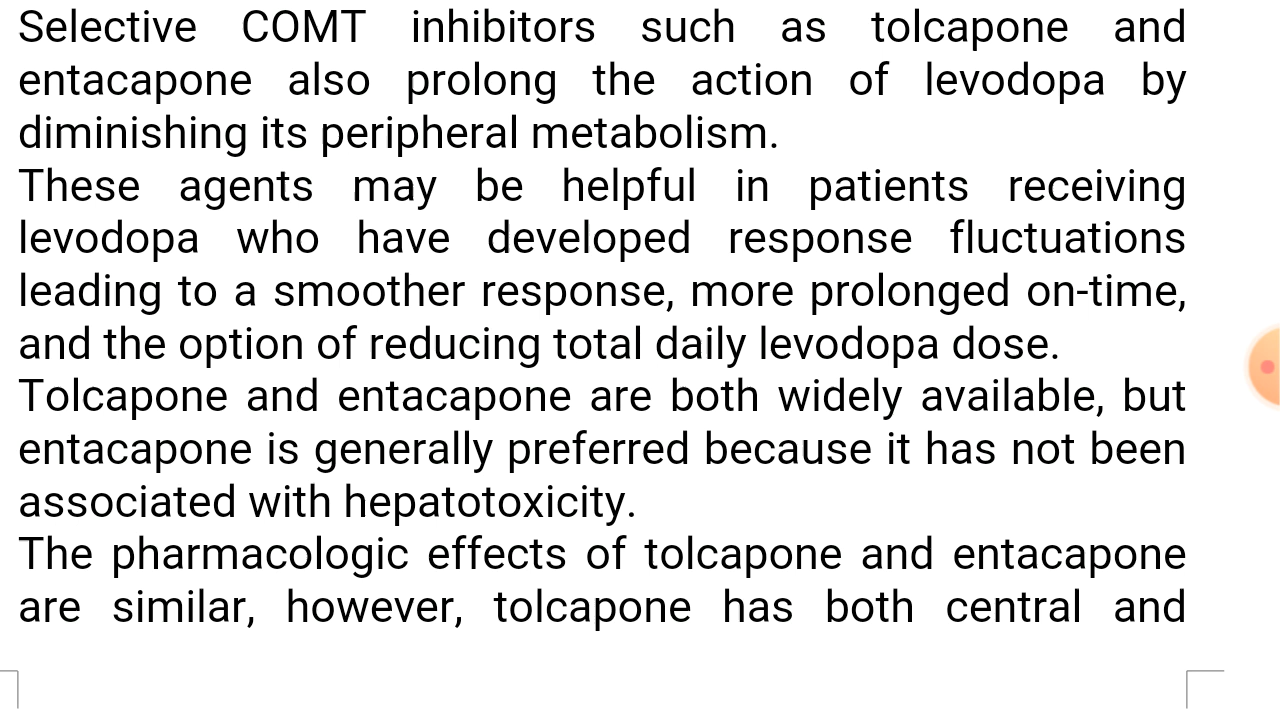 Selective COMT inhibitors such as tolcapone and
entacapone also prolong the action of levodopa by
diminishing its peripheral metabolism.
These agents may be helpful in patients receiving
levodopa who have developed response fluctuations
leading to a smoother response, more prolonged on-time,
and the option of reducing total daily levodopa dose.
Tolcapone and entacapone are both widely available, but
entacapone is generally preferred because it has not been
associated with hepatotoxicity.
The pharmacologic effects of tolcapone and entacapone
are similar, however, tolcapone has both central and